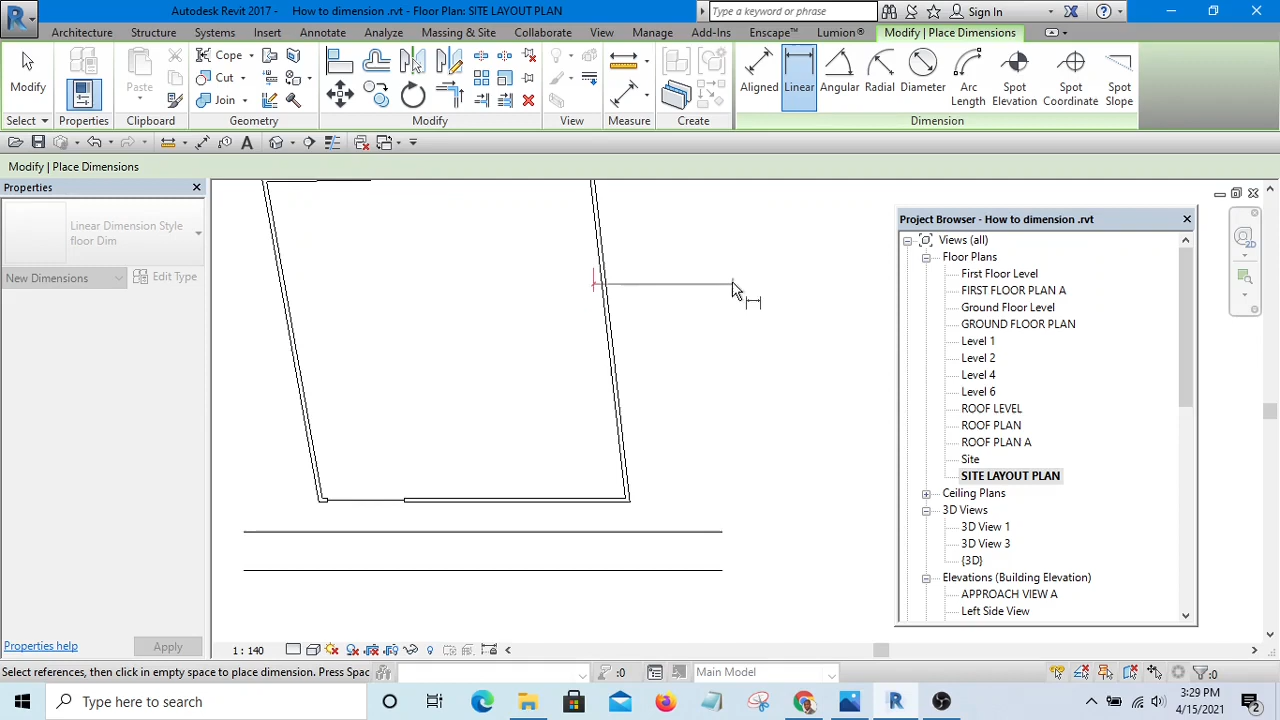 Autodesk Revit 2017 - How to dimension .rvt - Floor Plan: SITE LAYOUT PLAN
Type a keyword or phrase
Sign In
Architecture Structure Systems Insert Annotate Analyze Massing & Site Collaborate View Manage Add-Ins Enscape™ Lumion® Modify | Place Dimensions
Modify Paste Cope Cut Join Aligned Linear Angular Radial Diameter Arc Length Spot Elevation Spot Coordinate Spot Slope
Select Properties Clipboard Geometry Modify View Measure Create Dimension
Modify | Place Dimensions
Properties
Linear Dimension Style
floor Dim
New Dimensions Edit Type
Project Browser - How to dimension .rvt
Views (all)
Floor Plans
First Floor Level
FIRST FLOOR PLAN A
Ground Floor Level
GROUND FLOOR PLAN
Level 1
Level 2
Level 4
Level 6
ROOF LEVEL
ROOF PLAN
ROOF PLAN A
Site
SITE LAYOUT PLAN
Ceiling Plans
3D Views
3D View 1
3D View 3
{3D}
Elevations (Building Elevation)
APPROACH VIEW A
Left Side View
Properties help Apply
1 : 140
Select references, then click in empty space to place dimension. Press Spac
:0
Main Model
:0
Type here to search
3:29 PM
4/15/2021
2